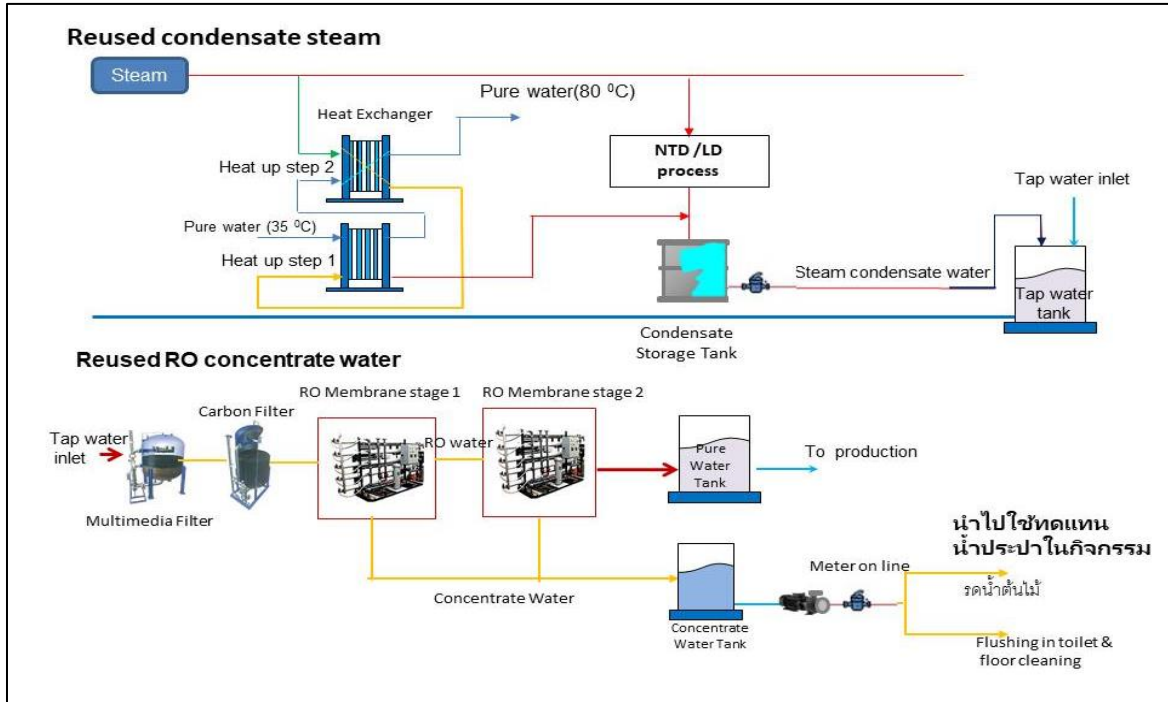 Reused condensate steam
Steam
Pure water(80 ⁰C)
Heat Exchanger
NTD /LD
process
Heat up step 2
Tap water inlet
Pure water (35 ⁰C)
Heat up step 1
Steam condensate water
Tap water
tank
Condensate
Storage Tank
Reused RO concentrate water
RO Membrane stage 1
RO Membrane stage 2
Carbon Filter
Tap water
inlet
RO water
Pure
Water
Tank
To production
Multimedia Filter
นำไปใช้ทดแทน
น้ำประปาในกิจกรรม
Meter on line
รดน้ำต้นไม้
Concentrate Water
Concentrate
Water Tank
Flushing in toilet &
floor cleaning